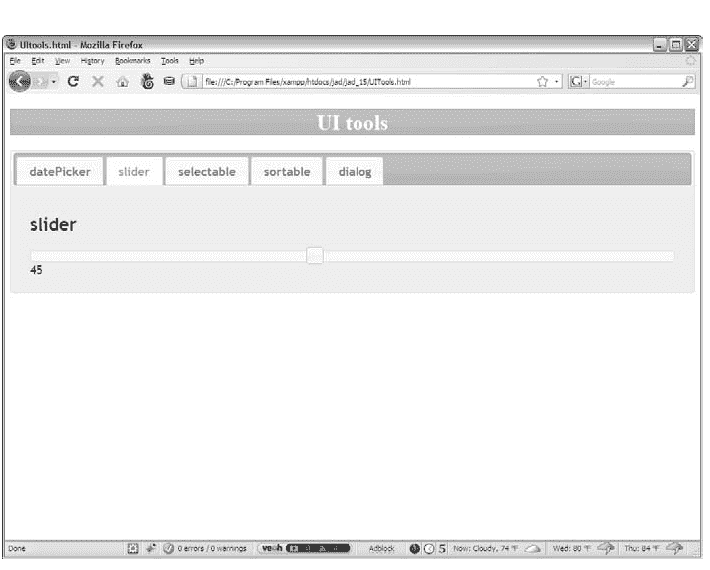 UItools.html - Mozilla Firefox
File Edit View History Bookmarks Tools Help
file:///C:/Program Files/xampp/htdocs/jad/jad_15/UITools.html
G Google
UI tools
datePicker slider selectable sortable dialog
slider
45
Done 0 errors / 0 warnings veoh Adblock 5 Now: Cloudy, 74 °F Wed: 80 °F Thu: 84 °F